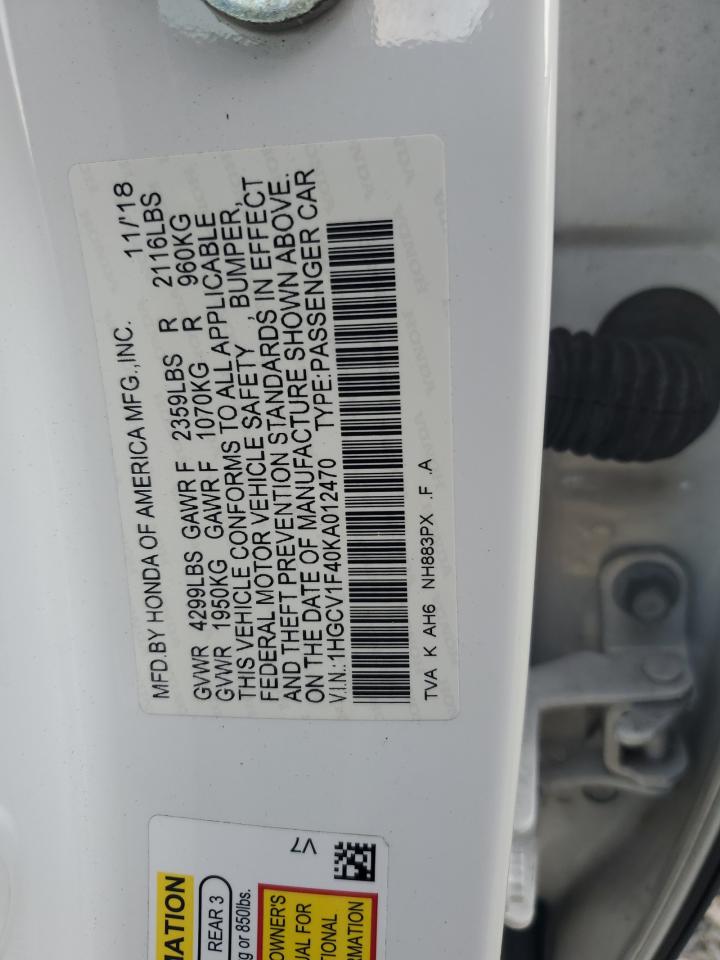 MFD.BY HONDA OF AMERICA MFG.,INC. 11/'18
GVWR 4299LBS GAWR F 2359LBS R 2116LBS
GVWR 1950KG GAWR F 1070KG R 960KG
THIS VEHICLE CONFORMS TO ALL APPLICABLE
FEDERAL MOTOR VEHICLE SAFETY , BUMPER,
AND THEFT PREVENTION STANDARDS IN EFFECT
ON THE DATE OF MANUFACTURE SHOWN ABOVE.
V.I.N.:1HGCV1F40KA012470 TYPE:PASSENGER CAR
TVA K AH6 NH883PX .F .A
MATION
REAR 3
or 850lbs.
OWNER'S
FOR